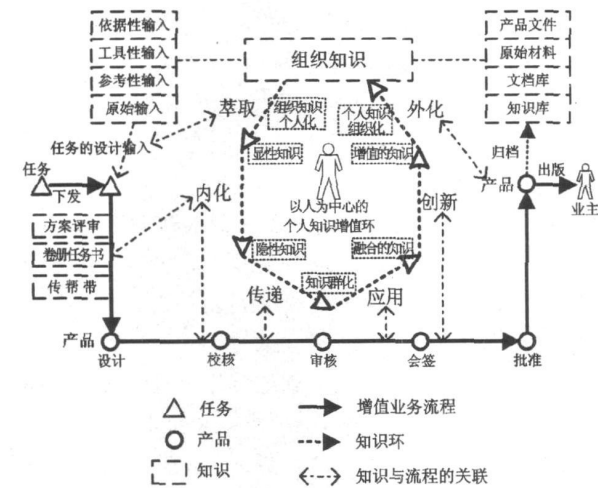 依据性输入
工具性输入
参考性输入
原始输入
组织知识
产品文件
原始材料
文档库
知识库
萃取
组织知识
个人化
个人知识
组织化
外化
任务的设计输入
显性知识
增值的知识
归档
任务
下发
产品
出版
业主
内化
以人为中心的
个人知识增值环
创新
方案评审
卷册任务书
传帮带
隐性知识
融合的知识
知识群化
传递
应用
产品
设计
校核
审核
会签
批准
任务
增值业务流程
产品
知识环
知识
知识与流程的关联